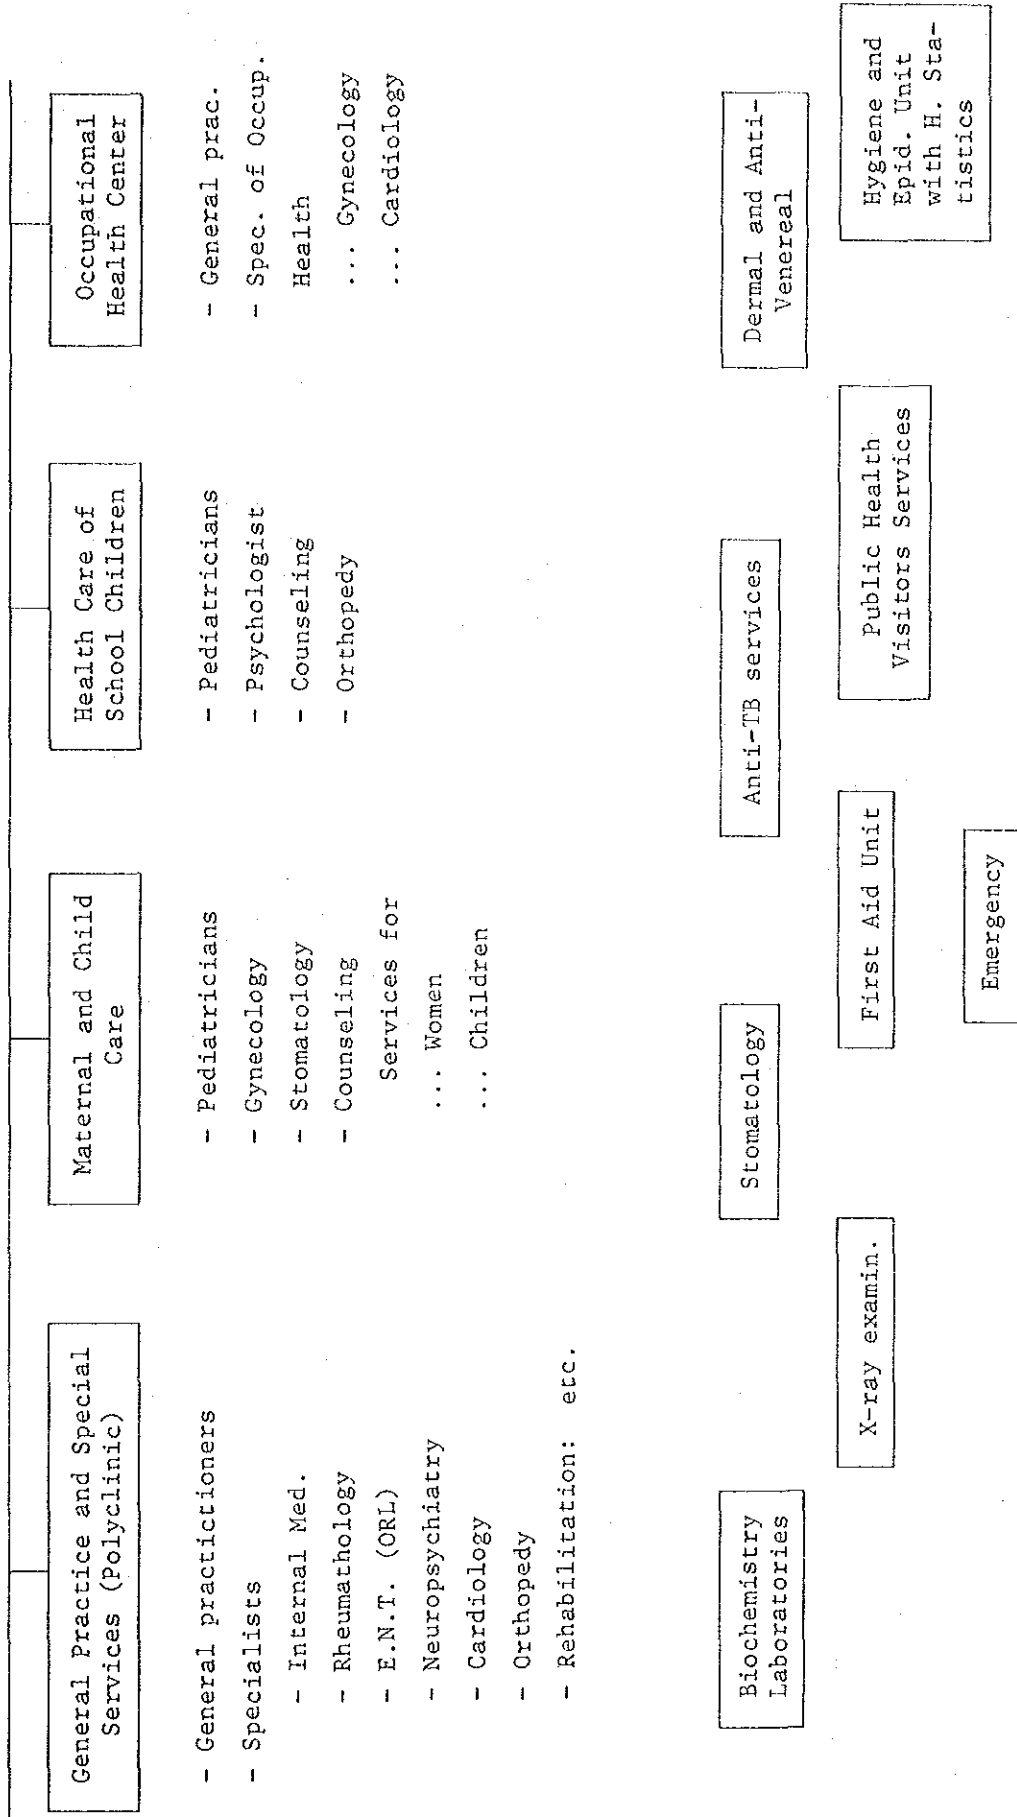 General Practice and Special
Services (Polyclinic)
- General practictioners
- Specialists
- Internal Med.
- Rheumathology
- E.N.T. (ORL)
- Neuropsychiatry
- Cardiology
- Orthopedy
- Rehabilitation: etc.
Maternal and Child
Care
- Pediatricians
- Gynecology
- Stomatology
- Counseling
Services for
... Women
... Children
Health Care of
School Children
- Pediatricians
- Psychologist
- Counseling
- Orthopedy
Occupational
Health Center
- General prac.
- Spec. of Occup.
Health
... Gynecology
... Cardiology
Biochemistry
Laboratories
Stomatology
Anti-TB services
Dermal and Anti-
Venereal
X-ray examin.
First Aid Unit
Public Health
Visitors Services
Hygiene and
Epid. Unit
with H. Sta-
tistics
Emergency